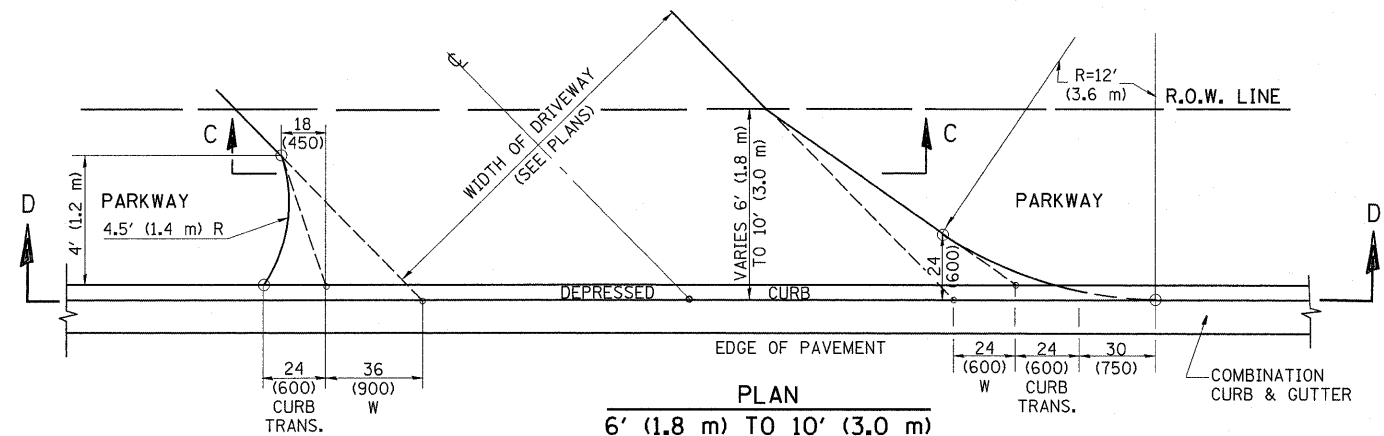 R=12'
(3.6 m)
R.O.W. LINE
℄
WIDTH OF DRIVEWAY
(SEE PLANS)
18
(450)
C
C
4' (1.2 m)
PARKWAY
4.5' (1.4 m) R
VARIES 6' (1.8 m)
TO 10' (3.0 m)
PARKWAY
D
D
24
(600)
DEPRESSED CURB
EDGE OF PAVEMENT
24
(600)
CURB
TRANS.
36
(900)
W
24
(600)
W
24
(600)
CURB
TRANS.
30
(750)
COMBINATION
CURB & GUTTER
PLAN
6' (1.8 m) TO 10' (3.0 m)